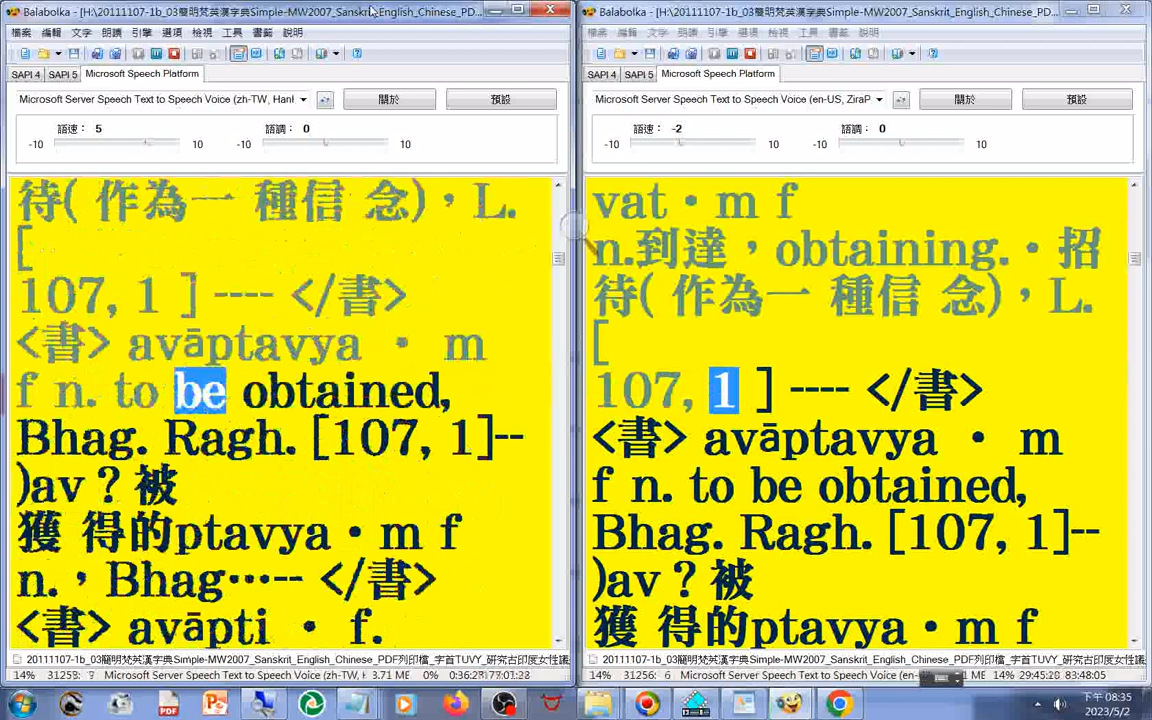 Balabolka - [H:\20111107-1b_03簡明梵英漢字典Simple-MW2007_Sanskrit_English_Chinese_PD...
檔案 編輯 文字 朗讀 引擎 選項 檢視 工具 書籤 說明
SAPI 4 SAPI 5 Microsoft Speech Platform
Microsoft Server Speech Text to Speech Voice (zh-TW, Hanl 關於 預設
語速： 5 語調： 0
-10 10 -10 10
待( 作為一 種信 念)，L.
[
107, 1 ] ---- </書>
<書> avāptavya • m
f n. to be obtained,
Bhag. Ragh. [107, 1]--
)av？被
獲 得的ptavya•m f
n.，Bhag…-- </書>
<書> avāpti • f.
20111107-1b_03簡明梵英漢字典Simple-MW2007_Sanskrit_English_Chinese_PDF列印檔_字首TUVY_研究古印度女性議
14% 31258: ? Microsoft Server Speech Text to Speech Voice (zh-TW, H 3.71 ME 0%
Balabolka - [H:\20111107-1b_03簡明梵英漢字典Simple-MW2007_Sanskrit_English_Chinese_PD...
檔案 編輯 文字 朗讀 引擎 選項 檢視 工具 書籤 說明
SAPI 4 SAPI 5 Microsoft Speech Platform
Microsoft Server Speech Text to Speech Voice (en-US, ZiraP 關於 預設
語速： -2 語調： 0
-10 10 -10 10
vat • m f
n.到達，obtaining.•招
待( 作為一 種信 念)，L.
[
107, 1 ] ---- </書>
<書> avāptavya • m
f n. to be obtained,
Bhag. Ragh. [107, 1]--
)av？被
獲 得的ptavya•m f
20111107-1b_03簡明梵英漢字典Simple-MW2007_Sanskrit_English_Chinese_PDF列印檔_字首TUVY_研究古印度女性議
14% 31256: 6 Microsoft Server Speech Text to Speech Voice 14% 29:45:28 83:48:05
下午 08:35
2023/5/2